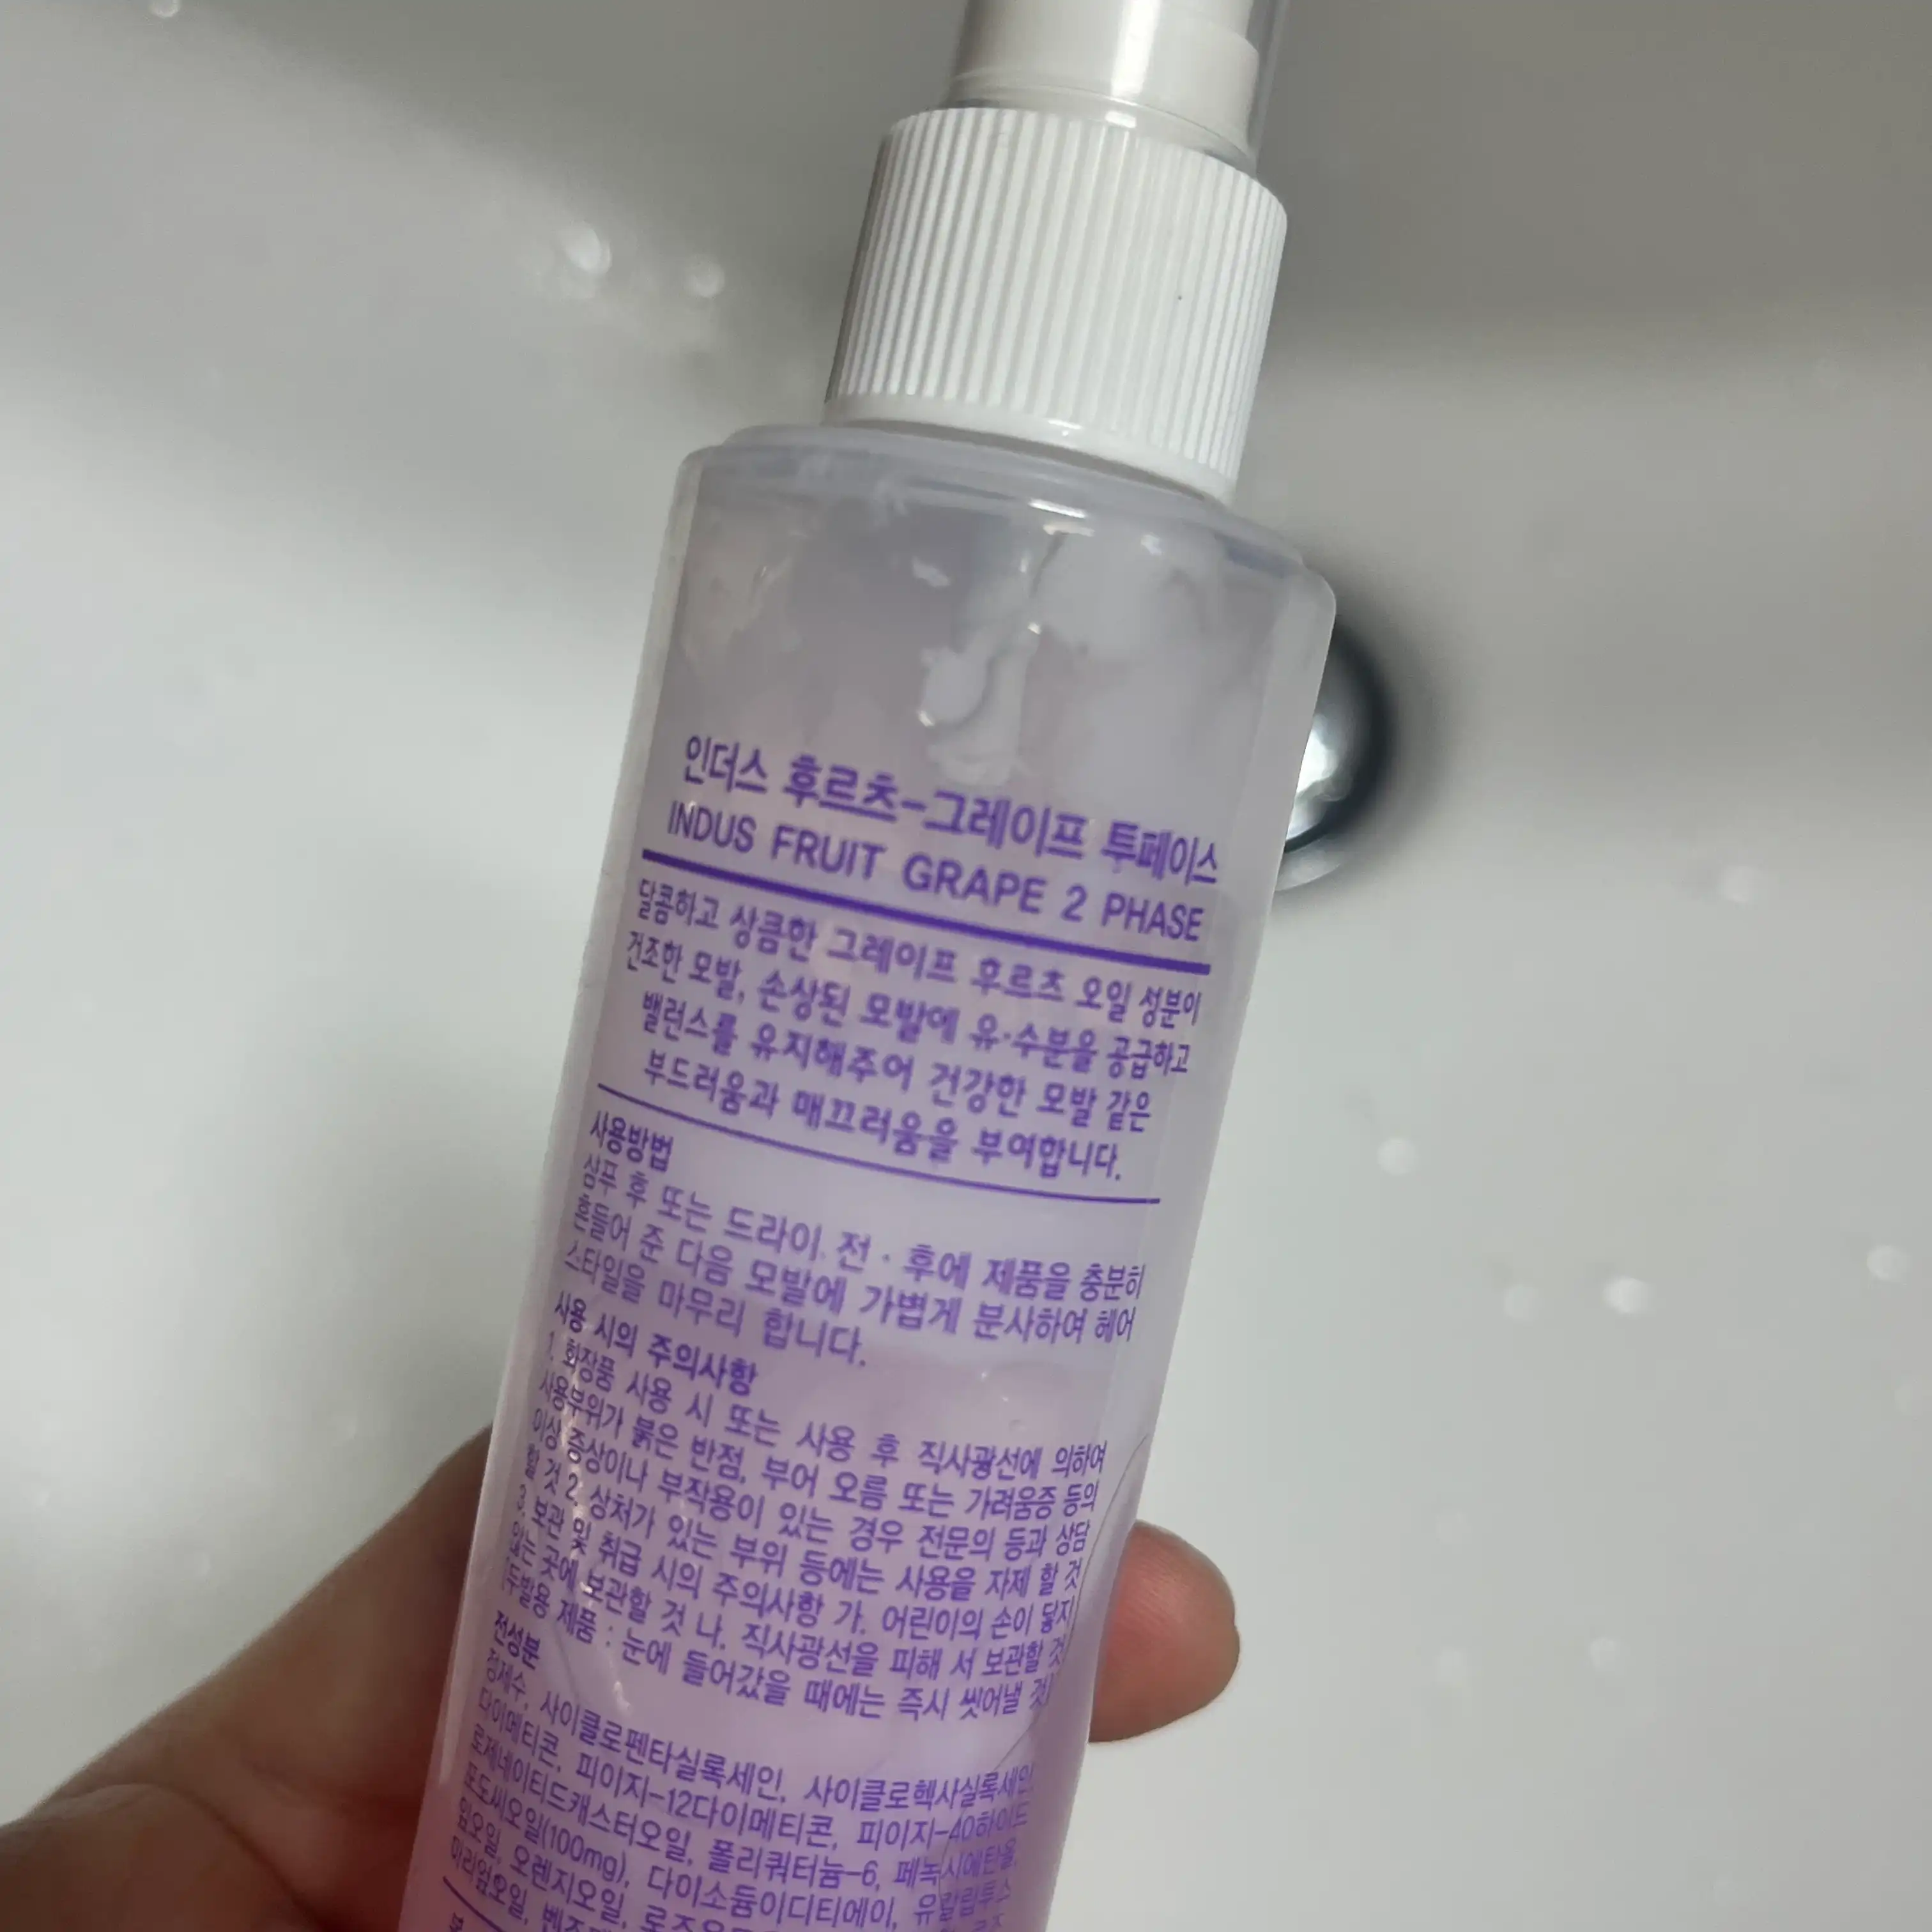 인더스 후르츠-그레이프 투페이스
INDUS FRUIT GRAPE 2 PHASE
달콤하고 상큼한 그레이프 후르츠 오일 성분이
건조한 모발, 손상된 모발에 유·수분을 공급하고
밸런스를 유지해주어 건강한 모발 같은
부드러움과 매끄러움을 부여합니다.
사용방법
샴푸 후 또는 드라이 전·후에 제품을 충분히
흔들어 준 다음 모발에 가볍게 분사하여 헤어
스타일을 마무리 합니다.
사용 시의 주의사항
1. 화장품 사용 시 또는 사용 후 직사광선에 의하여
사용부위가 붉은 반점, 부어 오름 또는 가려움증 등의
이상 증상이나 부작용이 있는 경우 전문의 등과 상담
할 것 2. 상처가 있는 부위 등에는 사용을 자제 할 것
3. 보관 및 취급 시의 주의사항 가. 어린이의 손이 닿지
않는 곳에 보관할 것 나. 직사광선을 피해 서 보관할 것
두발용 제품 : 눈에 들어갔을 때에는 즉시 씻어낼 것
전성분
정제수, 사이클로펜타실록세인, 사이클로헥사실록세인,
다이메티콘, 피이지-12다이메티콘, 피이지-40하이드
로제네이티드캐스터오일, 폴리쿼터늄-6, 페녹시에탄올,
포도씨오일(100mg), 다이소듐이디티에이, 유칼립투스
잎오일, 오렌지오일,